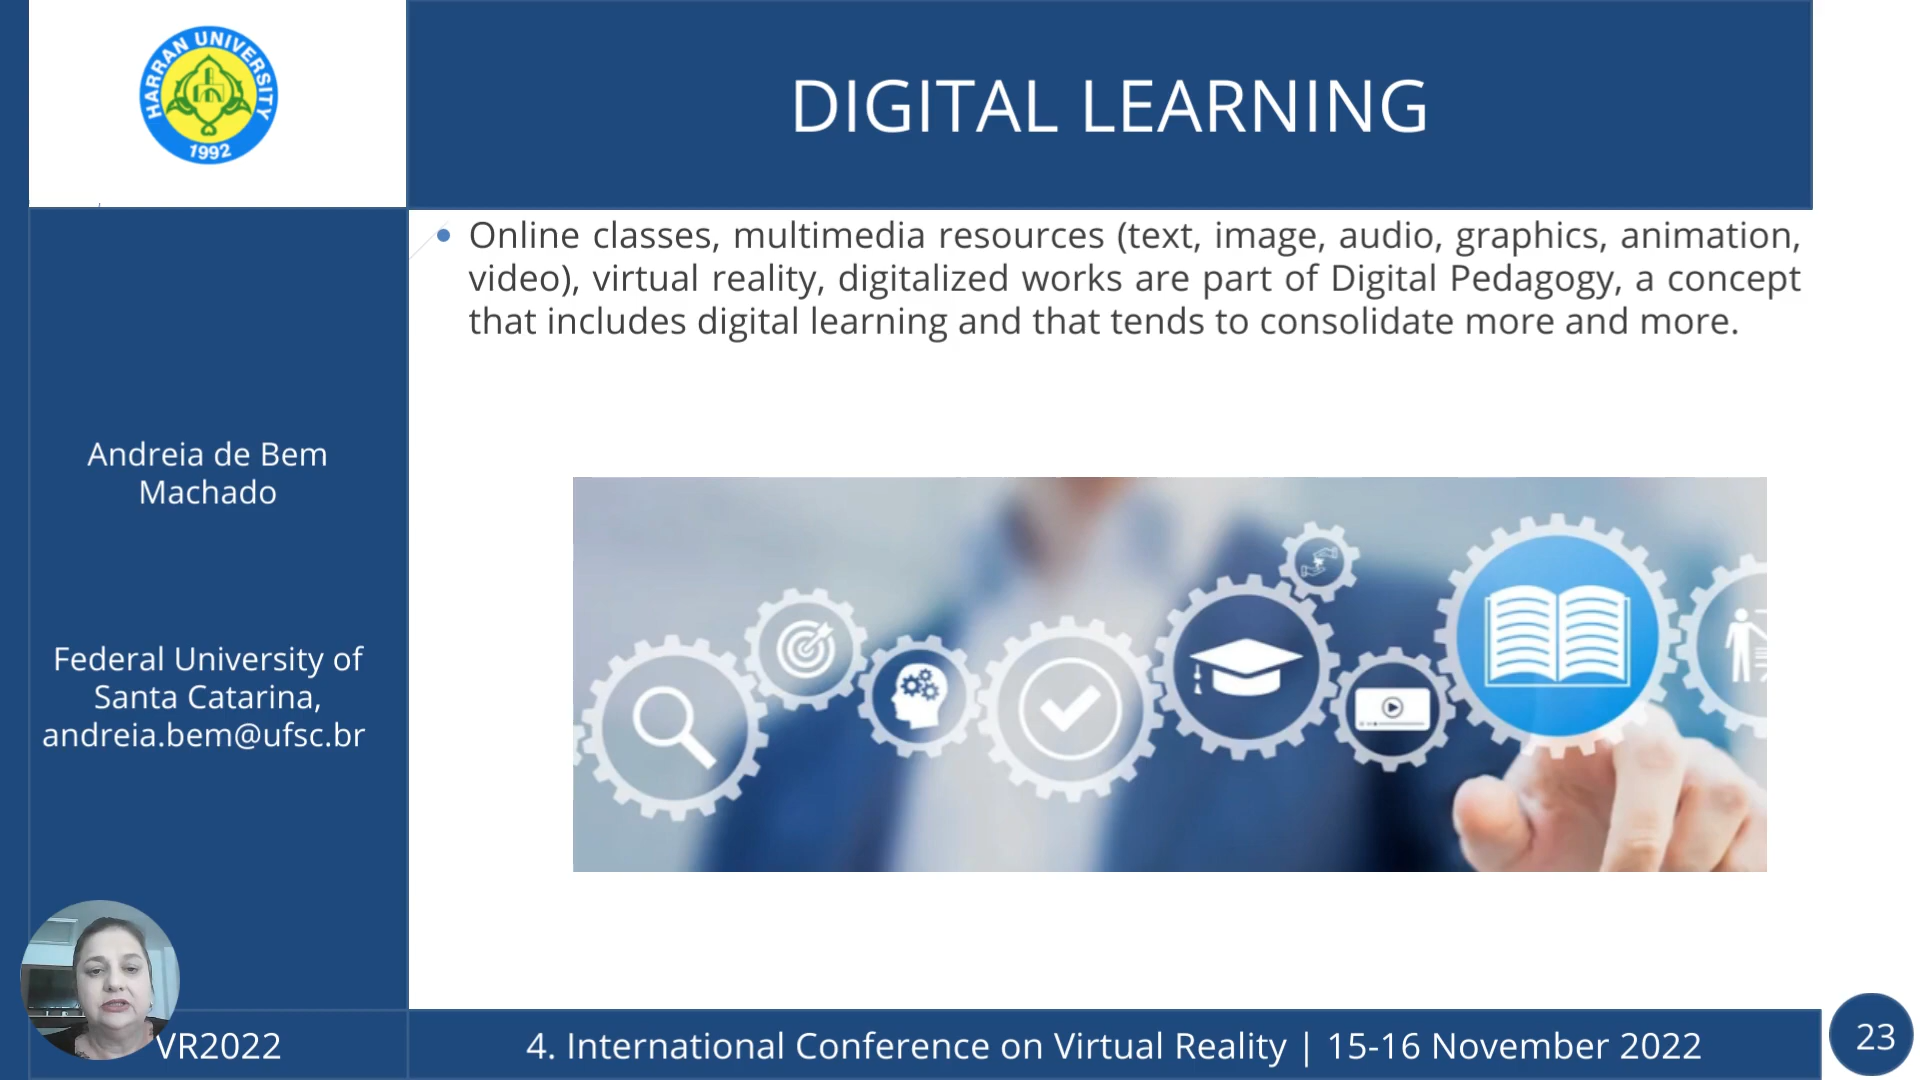 HARRAN UNIVERSITY
1992
DIGITAL LEARNING
Online classes, multimedia resources (text, image, audio, graphics, animation,
video), virtual reality, digitalized works are part of Digital Pedagogy, a concept
that includes digital learning and that tends to consolidate more and more.
Andreia de Bem
Machado
Federal University of
Santa Catarina,
andreia.bem@ufsc.br
VR2022
4. International Conference on Virtual Reality | 15-16 November 2022
23